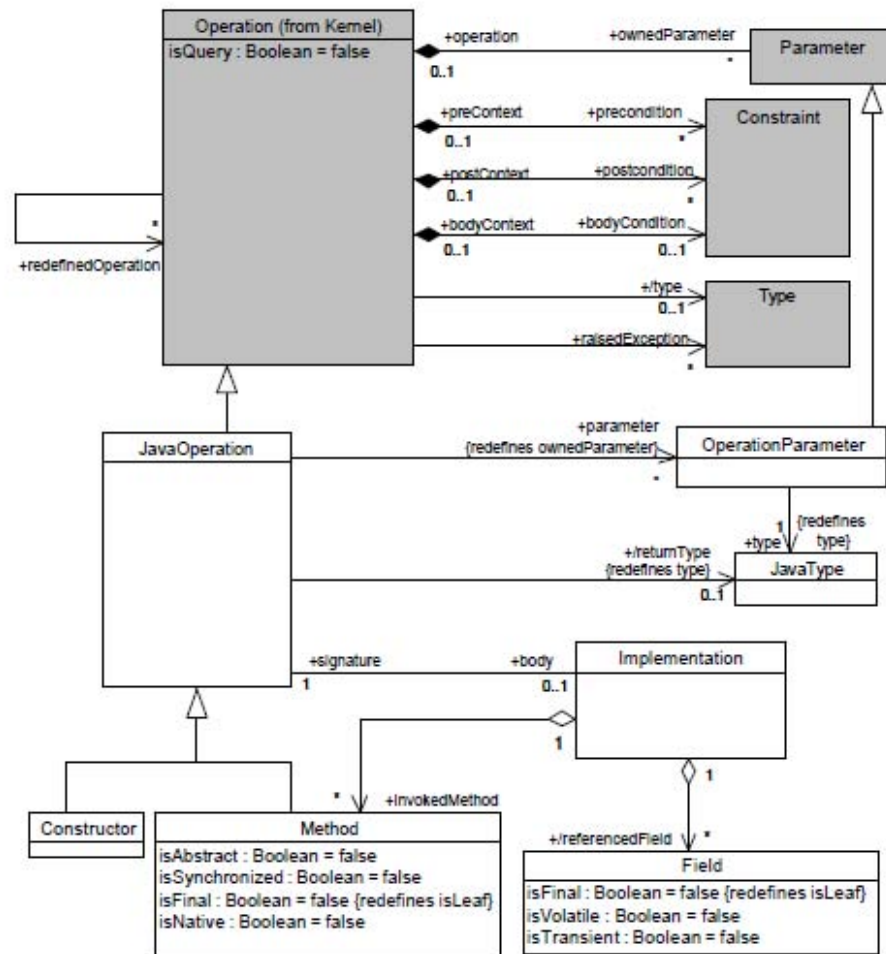 Operation (from Kernel)
isQuery : Boolean = false
+operation
0..1
+ownedParameter
*
Parameter
+preContext
0..1
+precondition
*
Constraint
+postContext
0..1
+postcondition
*
+bodyContext
0..1
+bodyCondition
0..1
*
+redefinedOperation
+/type
0..1
Type
+raisedException
*
JavaOperation
+parameter
{redefines ownedParameter}
*
OperationParameter
1
+type
{redefines
type}
+/returnType
{redefines type}
0..1
JavaType
+signature
1
+body
0..1
Implementation
1
1
*
+invokedMethod
+/referencedField
*
Constructor
Method
isAbstract : Boolean = false
isSynchronized : Boolean = false
isFinal : Boolean = false {redefines isLeaf}
isNative : Boolean = false
Field
isFinal : Boolean = false {redefines isLeaf}
isVolatile : Boolean = false
isTransient : Boolean = false